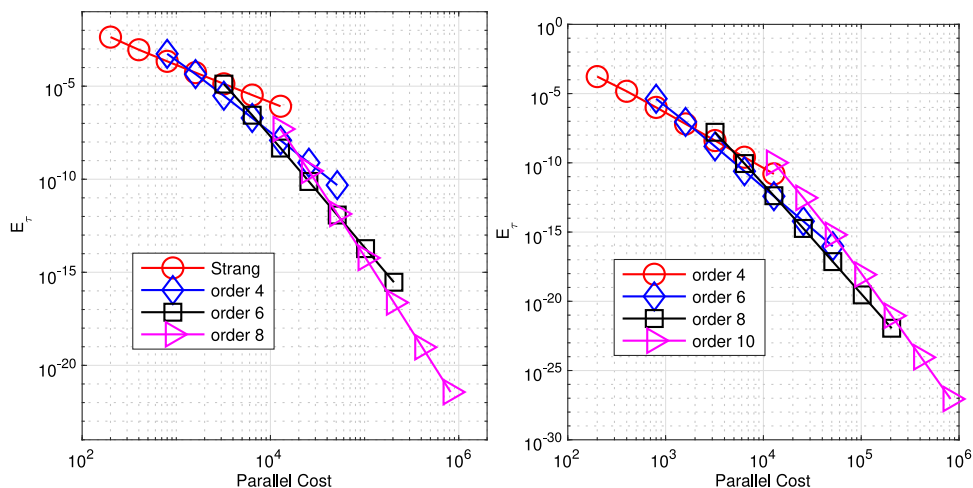 10^-5
10^-10
10^-15
10^-20
E_τ
Strang
order 4
order 6
order 8
10^2
10^4
10^6
Parallel Cost
10^0
10^-5
10^-10
10^-15
10^-20
10^-25
10^-30
E_τ
order 4
order 6
order 8
order 10
10^2
10^3
10^4
10^5
10^6
Parallel Cost